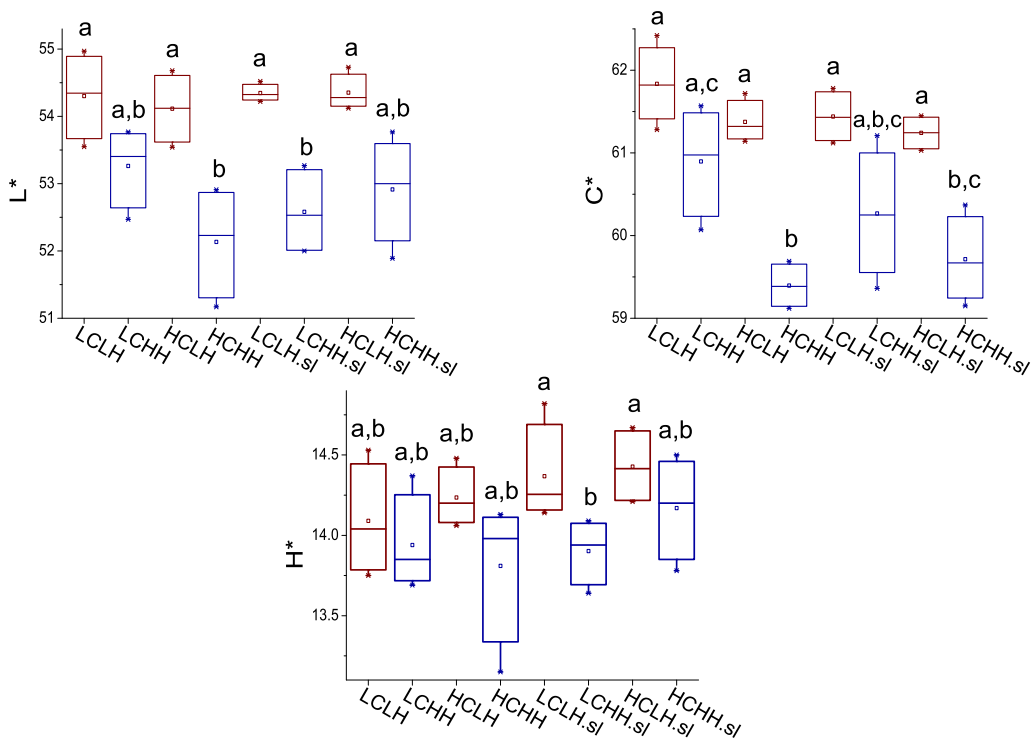 L*
55
54
53
52
51
a
a,b
a
b
a
b
a
a,b
LCLH
LCHH
HCLH
HCHH
LCLH.sl
LCHH.sl
HCLH.sl
HCHH.sl
C*
62
61
60
59
a
a,c
a
b
a
a,b,c
a
b,c
LCLH
LCHH
HCLH
HCHH
LCLH.sl
LCHH.sl
HCLH.sl
HCHH.sl
H*
14.5
14.0
13.5
a,b
a,b
a,b
a,b
a
b
a
a,b
LCLH
LCHH
HCLH
HCHH
LCLH.sl
LCHH.sl
HCLH.sl
HCHH.sl